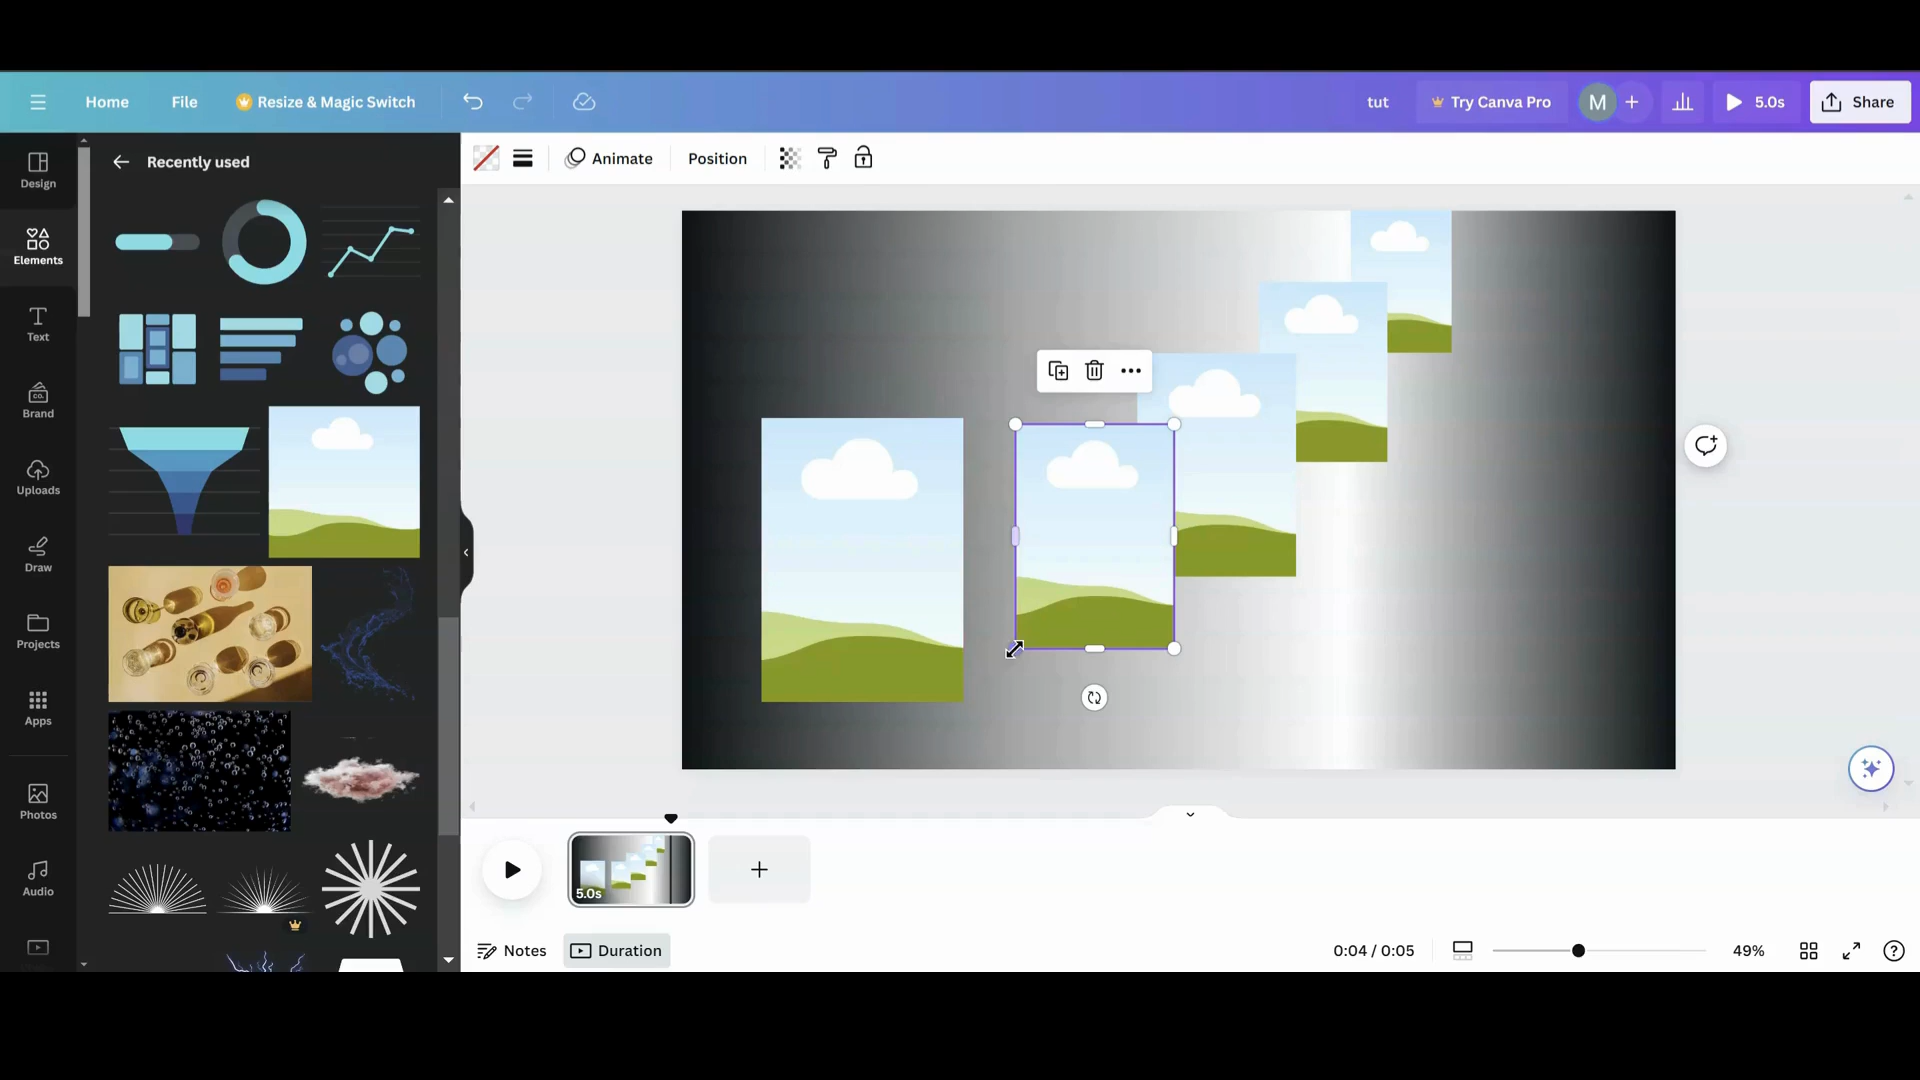 Home File Resize & Magic Switch tut Try Canva Pro M 5.0s Share
Design
Elements
Text
Brand
Uploads
Draw
Projects
Apps
Photos
Audio
Recently used
Animate Position
5.0s
Notes Duration 0:04 / 0:05 49%